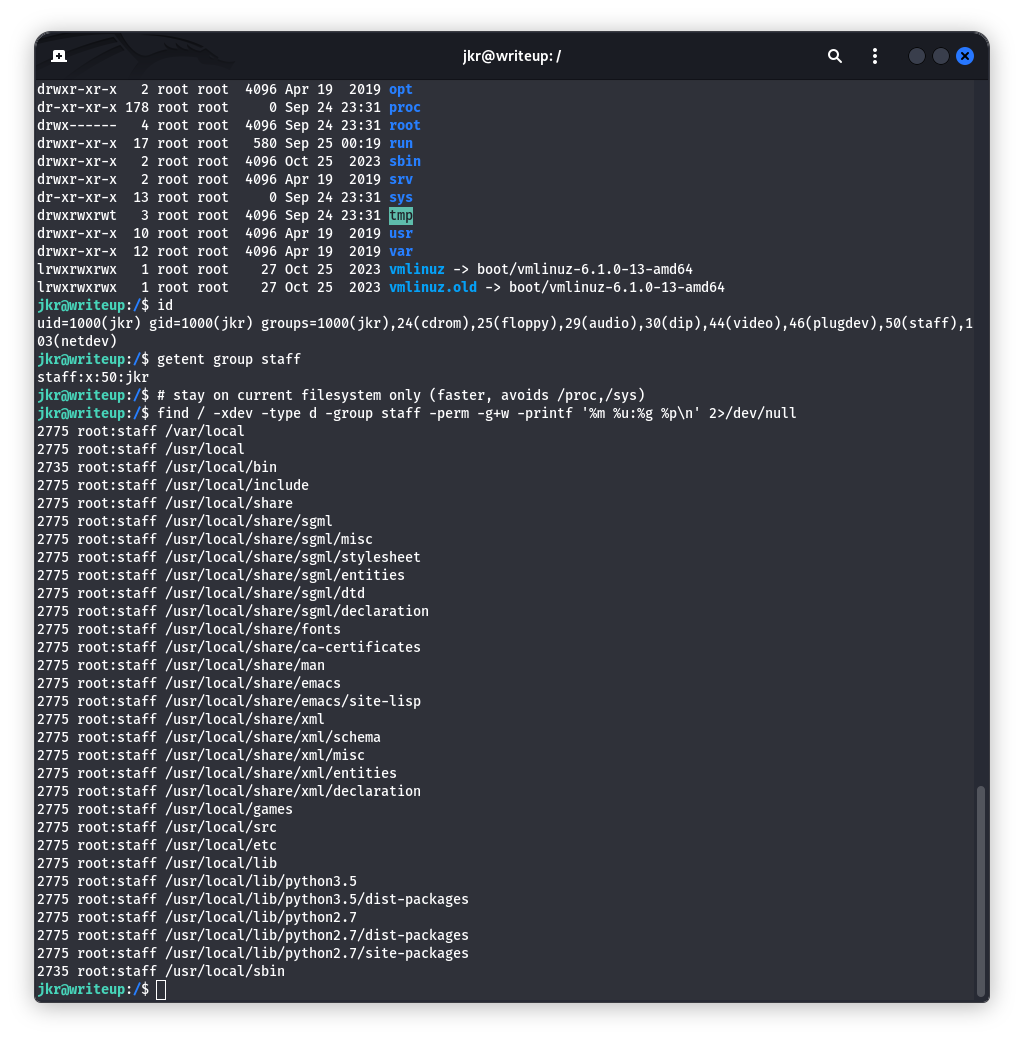 jkr@writeup: /
drwxr-xr-x   2 root root  4096 Apr 19  2019 opt
dr-xr-xr-x 178 root root     0 Sep 24 23:31 proc
drwx------   4 root root  4096 Sep 24 23:31 root
drwxr-xr-x  17 root root   580 Sep 25 00:19 run
drwxr-xr-x   2 root root  4096 Oct 25  2023 sbin
drwxr-xr-x   2 root root  4096 Apr 19  2019 srv
dr-xr-xr-x  13 root root     0 Sep 24 23:31 sys
drwxrwxrwt   3 root root  4096 Sep 24 23:31 tmp
drwxr-xr-x  10 root root  4096 Apr 19  2019 usr
drwxr-xr-x  12 root root  4096 Apr 19  2019 var
lrwxrwxrwx   1 root root    27 Oct 25  2023 vmlinuz -> boot/vmlinuz-6.1.0-13-amd64
lrwxrwxrwx   1 root root    27 Oct 25  2023 vmlinuz.old -> boot/vmlinuz-6.1.0-13-amd64
jkr@writeup:/$ id
uid=1000(jkr) gid=1000(jkr) groups=1000(jkr),24(cdrom),25(floppy),29(audio),30(dip),44(video),46(plugdev),50(staff),1
03(netdev)
jkr@writeup:/$ getent group staff
staff:x:50:jkr
jkr@writeup:/$ # stay on current filesystem only (faster, avoids /proc,/sys)
jkr@writeup:/$ find / -xdev -type d -group staff -perm -g+w -printf '%m %u:%g %p\n' 2>/dev/null
2775 root:staff /var/local
2775 root:staff /usr/local
2735 root:staff /usr/local/bin
2775 root:staff /usr/local/include
2775 root:staff /usr/local/share
2775 root:staff /usr/local/share/sgml
2775 root:staff /usr/local/share/sgml/misc
2775 root:staff /usr/local/share/sgml/stylesheet
2775 root:staff /usr/local/share/sgml/entities
2775 root:staff /usr/local/share/sgml/dtd
2775 root:staff /usr/local/share/sgml/declaration
2775 root:staff /usr/local/share/fonts
2775 root:staff /usr/local/share/ca-certificates
2775 root:staff /usr/local/share/man
2775 root:staff /usr/local/share/emacs
2775 root:staff /usr/local/share/emacs/site-lisp
2775 root:staff /usr/local/share/xml
2775 root:staff /usr/local/share/xml/schema
2775 root:staff /usr/local/share/xml/misc
2775 root:staff /usr/local/share/xml/entities
2775 root:staff /usr/local/share/xml/declaration
2775 root:staff /usr/local/games
2775 root:staff /usr/local/src
2775 root:staff /usr/local/etc
2775 root:staff /usr/local/lib
2775 root:staff /usr/local/lib/python3.5
2775 root:staff /usr/local/lib/python3.5/dist-packages
2775 root:staff /usr/local/lib/python2.7
2775 root:staff /usr/local/lib/python2.7/dist-packages
2775 root:staff /usr/local/lib/python2.7/site-packages
2735 root:staff /usr/local/sbin
jkr@writeup:/$